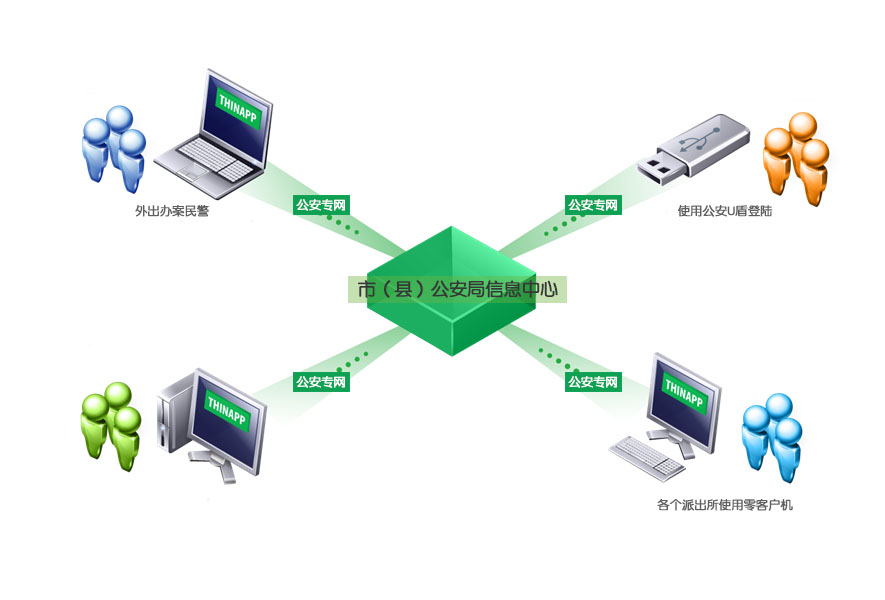 THINAPP
公安专网
公安专网
外出办案民警
使用公安U盾登陆
市（县）公安局信息中心
公安专网
公安专网
THINAPP
THINAPP
各个派出所使用零客户机